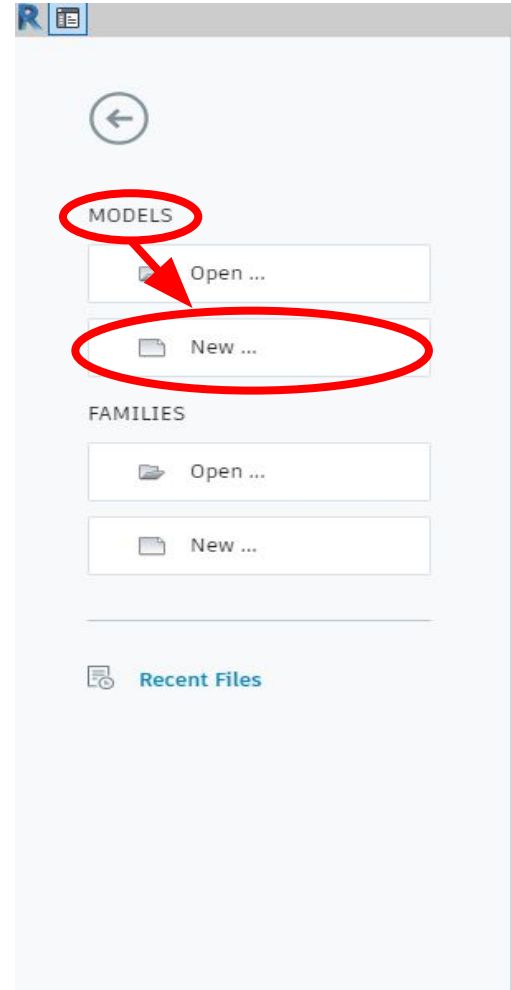 R
MODELS
Open ...
New ...
FAMILIES
Open ...
New ...
Recent Files